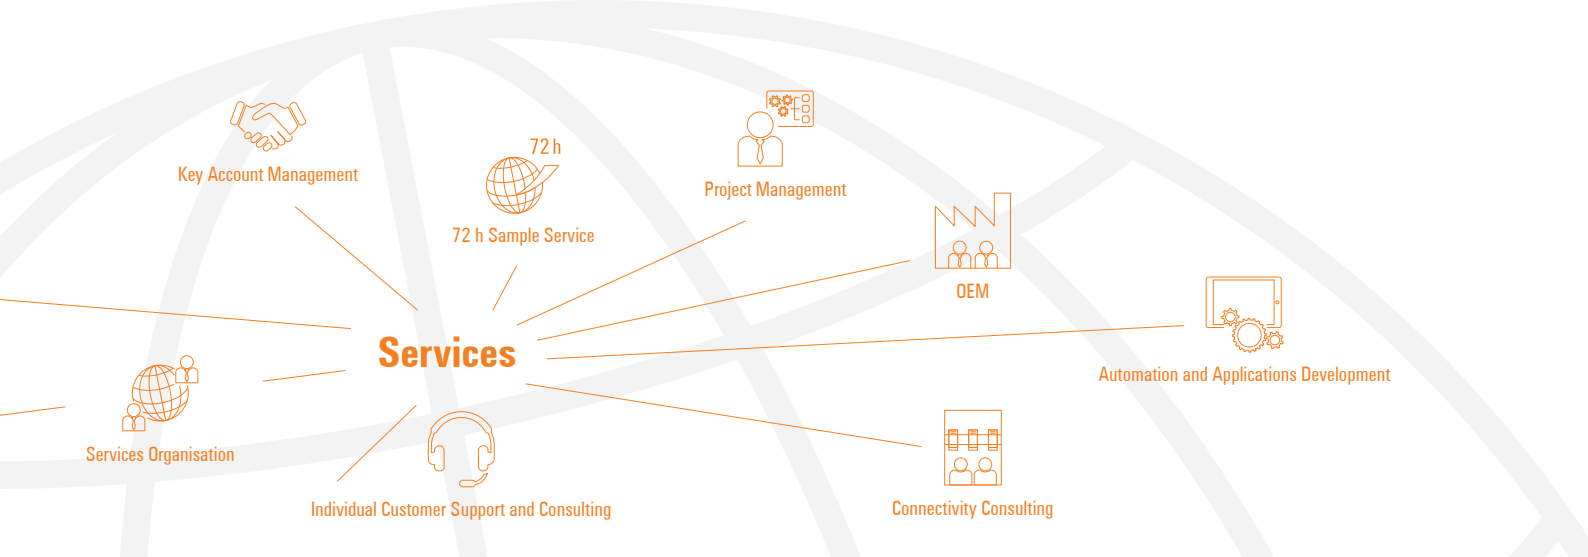 72 h
Key Account Management
Project Management
72 h Sample Service
OEM
Services
Automation and Applications Development
Services Organisation
Individual Customer Support and Consulting
Connectivity Consulting